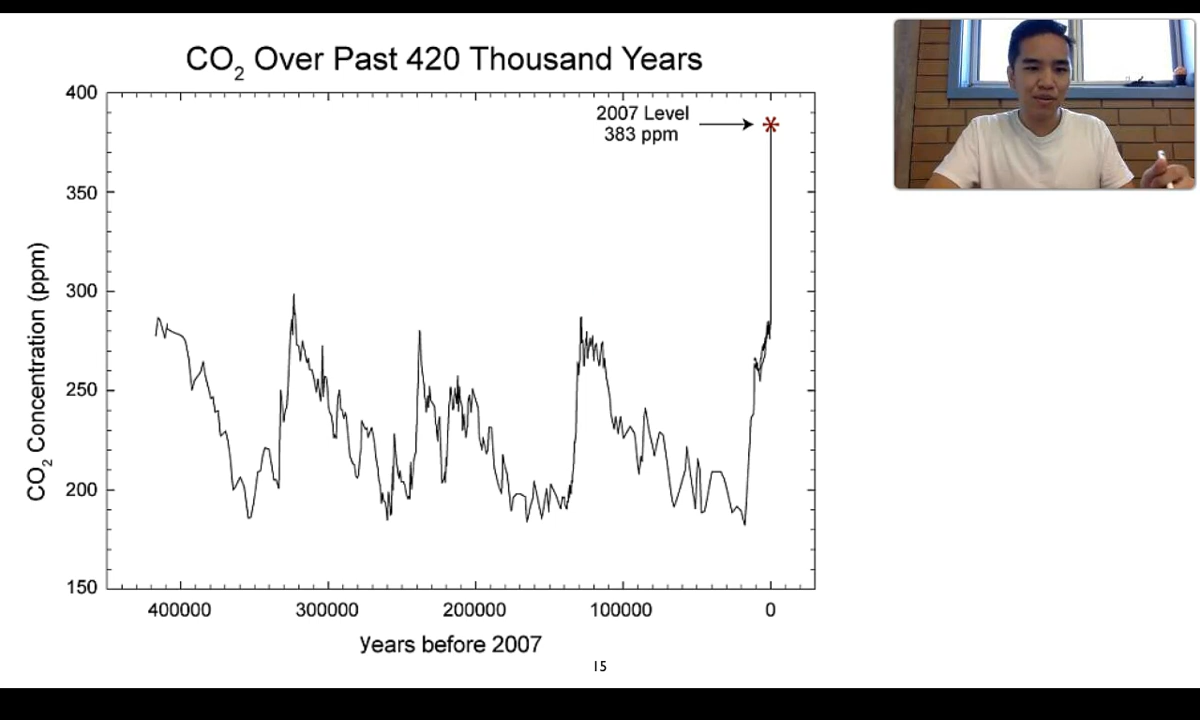 CO2 Over Past 420 Thousand Years
400
2007 Level
383 ppm
350
300
250
200
150
CO2 Concentration (ppm)
400000 300000 200000 100000 0
years before 2007
15